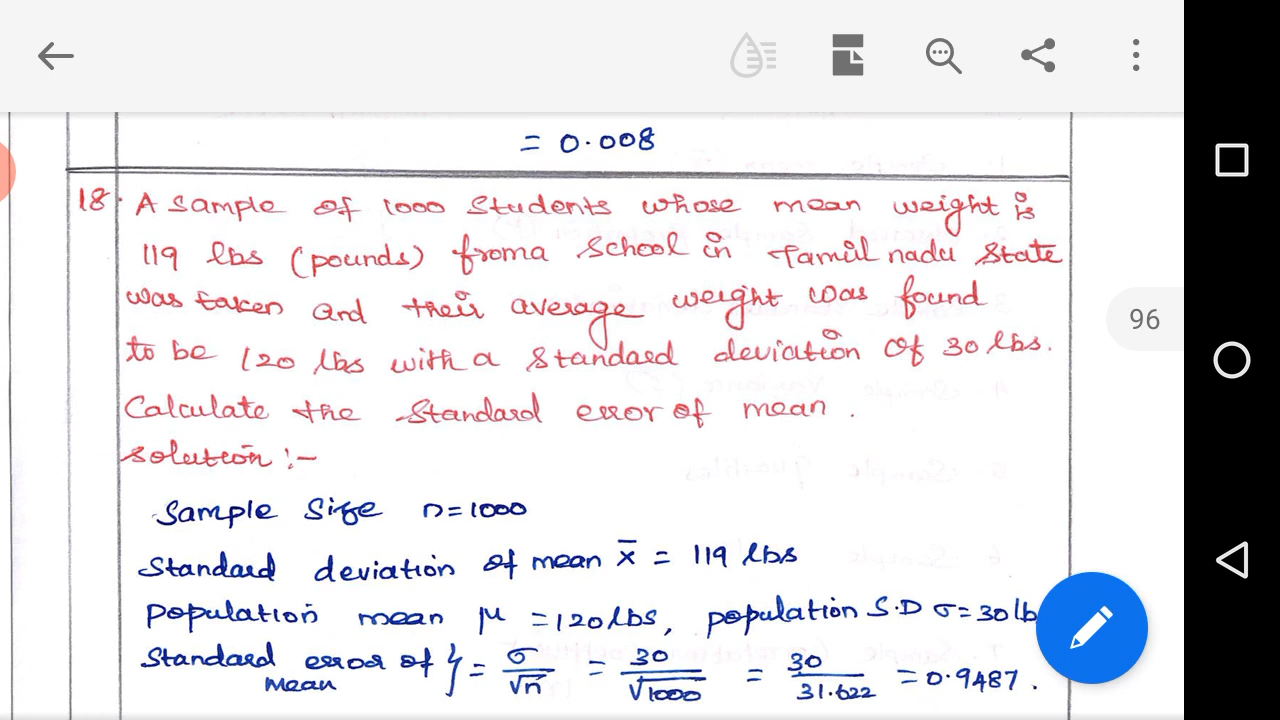 = 0.008
18. A sample of 1000 students whose mean weight is
119 lbs (pounds) from a school in Tamil nadu state
was taken and their average weight was found
to be 120 lbs with a standard deviation of 30 lbs.
Calculate the standard error of mean.
solution :-
Sample Size n = 1000
Standard deviation of mean x̄ = 119 lbs
population mean μ = 120 lbs, population S.D σ = 30 lb
Standard error of mean } = σ/√n = 30/√1000 = 30/31.622 = 0.9487.
96